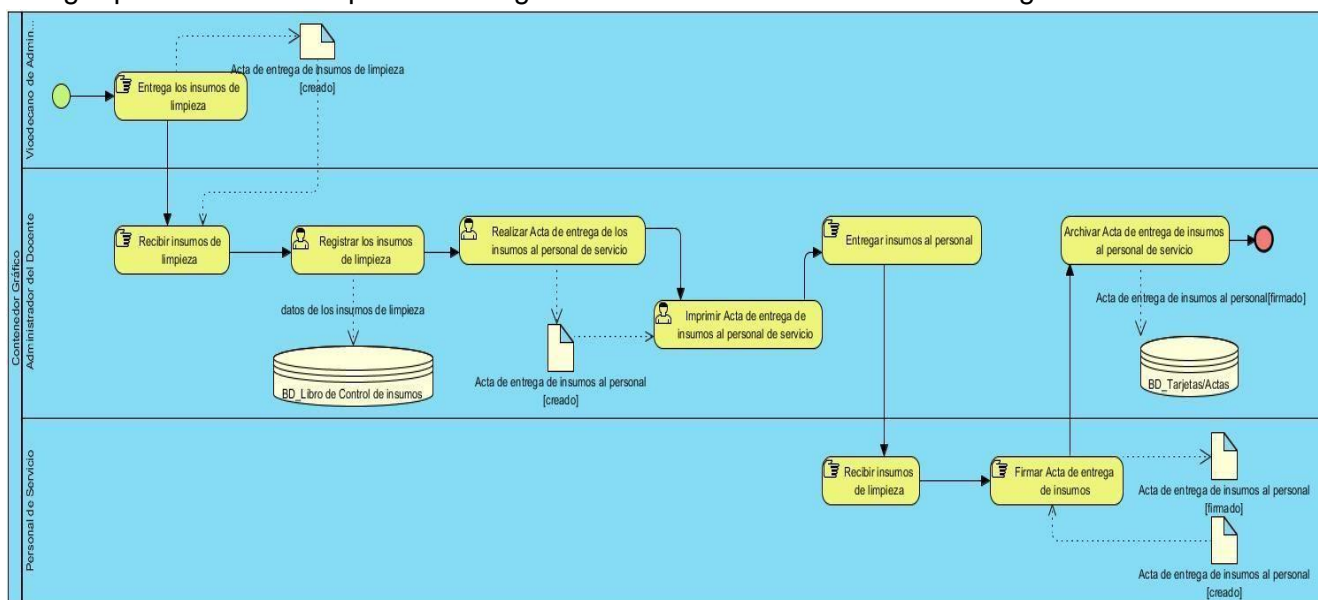 Contenedor Gráfico
Vicedecano de Admin...
Entrega los insumos de
limpieza
Acta de entrega de insumos de limpieza
[creado]
Administrador del Docente
Recibir insumos de
limpieza
Registrar los insumos
de limpieza
datos de los insumos de limpieza
BD_Libro de Control de insumos
Realizar Acta de entrega de los
insumos al personal de servicio
Acta de entrega de insumos al personal
[creado]
Imprimir Acta de entrega de
insumos al personal de servicio
Entregar insumos al personal
Archivar Acta de entrega de insumos
al personal de servicio
Acta de entrega de insumos al personal[firmado]
BD_Tarjetas/Actas
Personal de Servicio
Recibir insumos
de limpieza
Firmar Acta de entrega
de insumos
Acta de entrega de insumos al personal
[firmado]
Acta de entrega de insumos al personal
[creado]